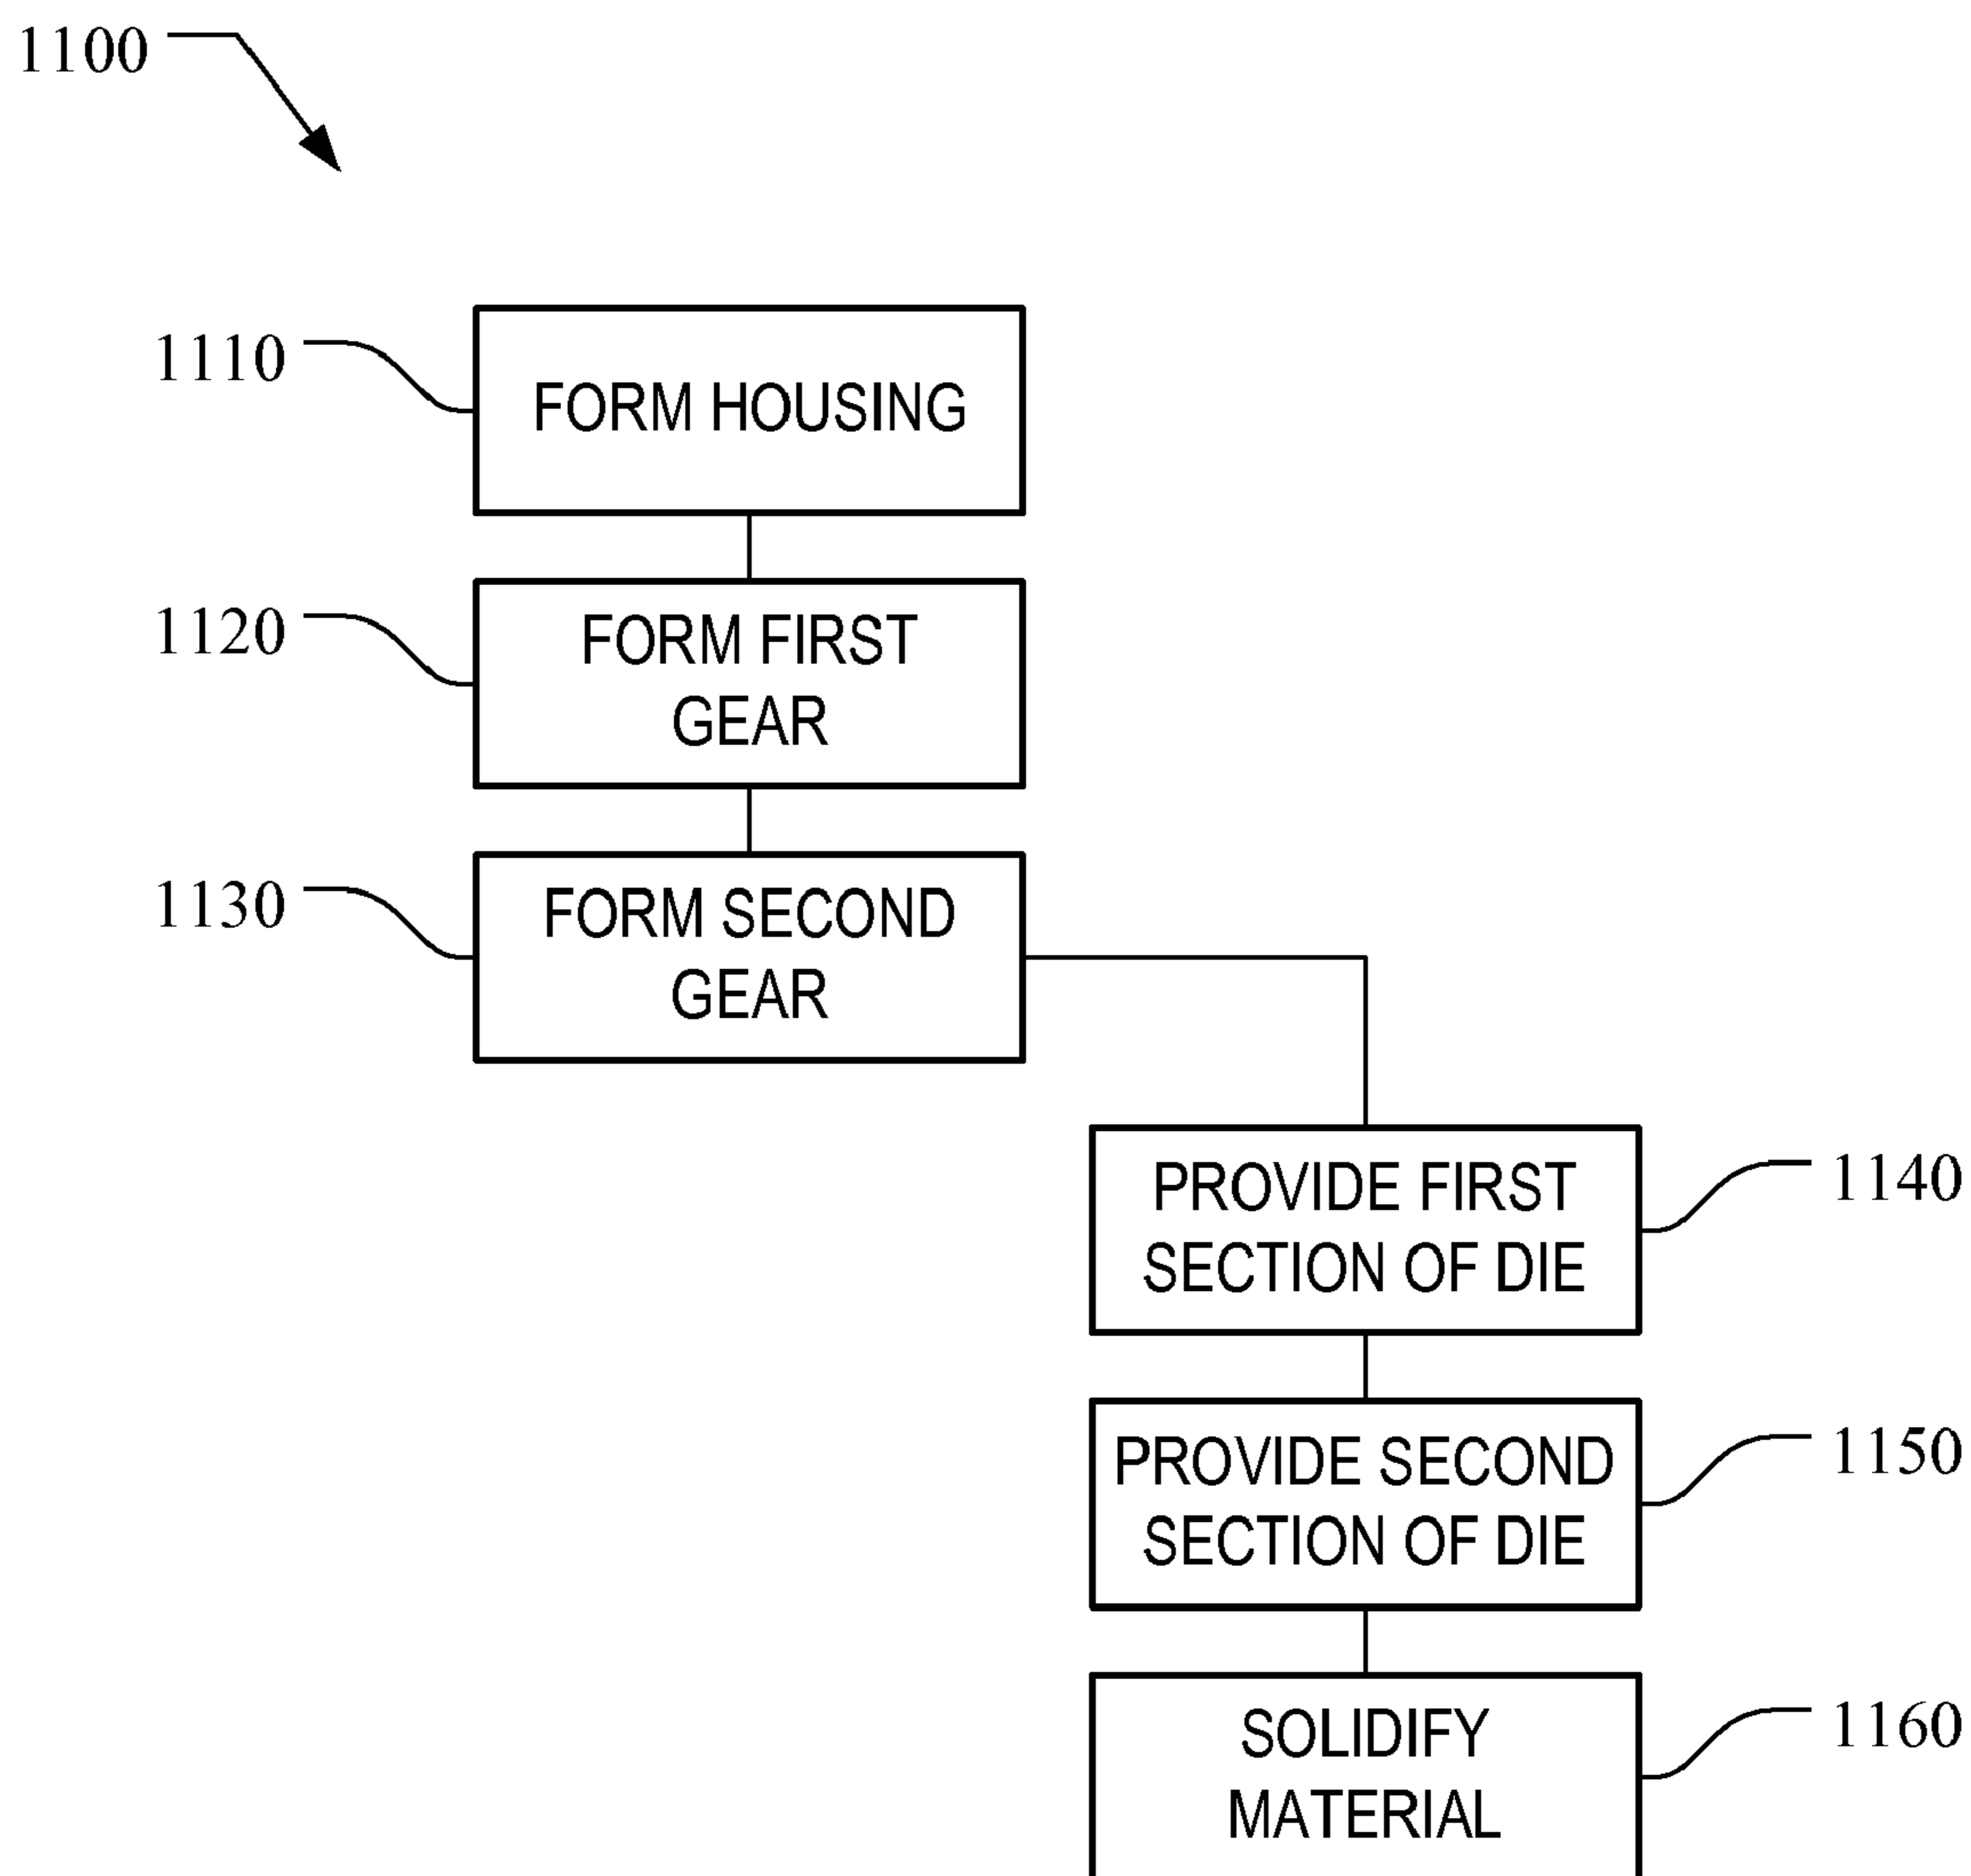 1100
1110
FORM HOUSING
1120
FORM FIRST
GEAR
1130
FORM SECOND
GEAR
PROVIDE FIRST
SECTION OF DIE
1140
PROVIDE SECOND
SECTION OF DIE
1150
SOLIDIFY
MATERIAL
1160